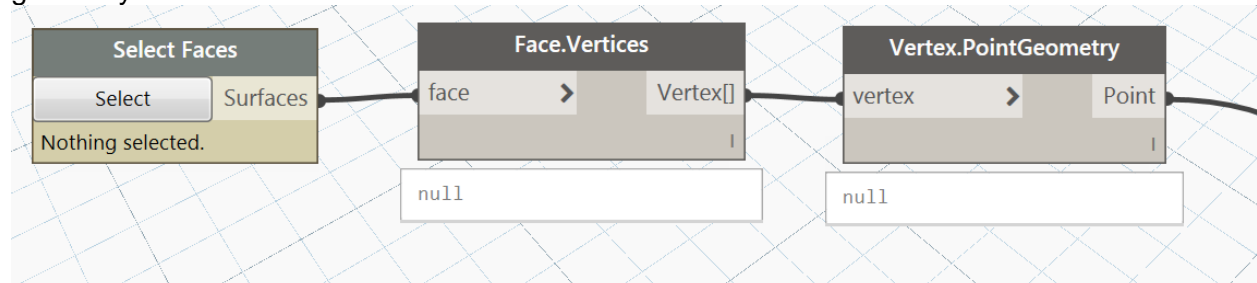 Select Faces
Select
Surfaces
Nothing selected.
Face.Vertices
face
>
Vertex[]
l
null
Vertex.PointGeometry
vertex
>
Point
l
null